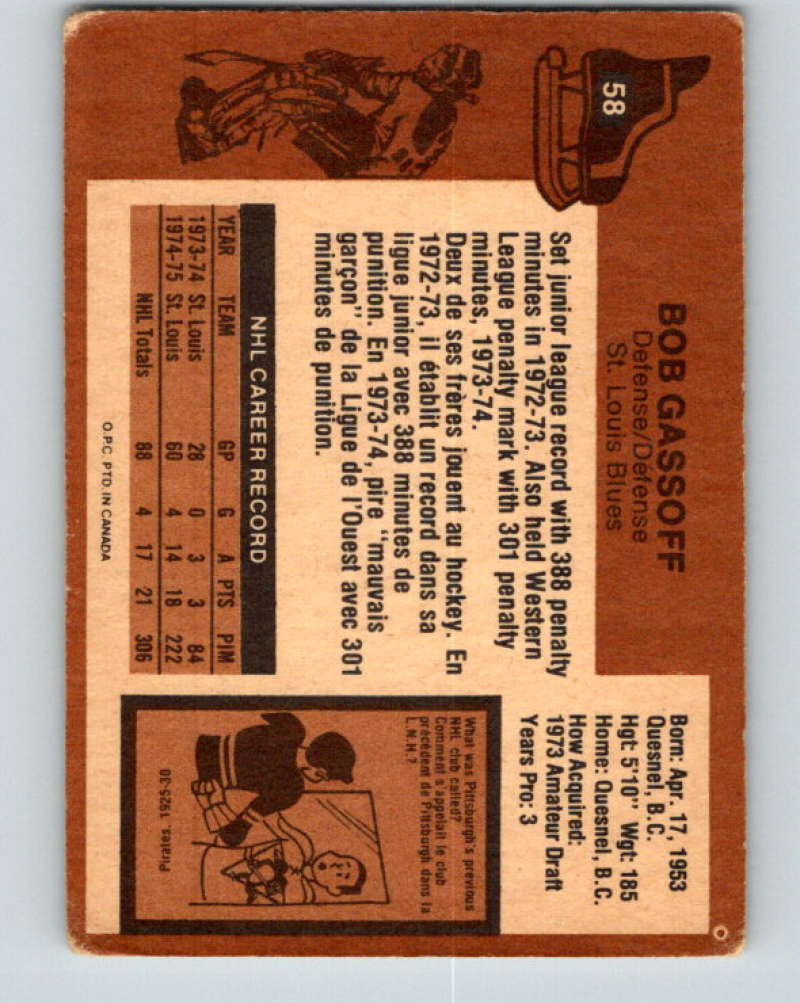 58
BOB GASSOFF
Defense/Défense
St. Louis Blues
Set junior league record with 388 penalty
minutes in 1972-73. Also held Western
League penalty mark with 301 penalty
minutes, 1973-74.
Deux de ses frères jouent au hockey. En
1972-73, il établit un record dans sa
ligue junior avec 388 minutes de
punition. En 1973-74, pire "mauvais
garçon" de la Ligue de l'Ouest avec 301
minutes de punition.
NHL CAREER RECORD
YEAR TEAM GP G A PTS PIM
1973-74 St. Louis 28 0 3 3 84
1974-75 St. Louis 60 4 14 18 222
NHL Totals 88 4 17 21 306
O.P.C. PTD. IN CANADA
Born: Apr. 17, 1953
Quesnel, B.C.
Hgt: 5'10" Wgt: 185
Home: Quesnel, B.C.
How Acquired:
1973 Amateur Draft
Years Pro: 3
What was Pittsburgh's previous
NHL club called?
Comment s'appelait le club
précédent de Pittsburgh dans la
L.N.H.?
Pirates, 1925-30